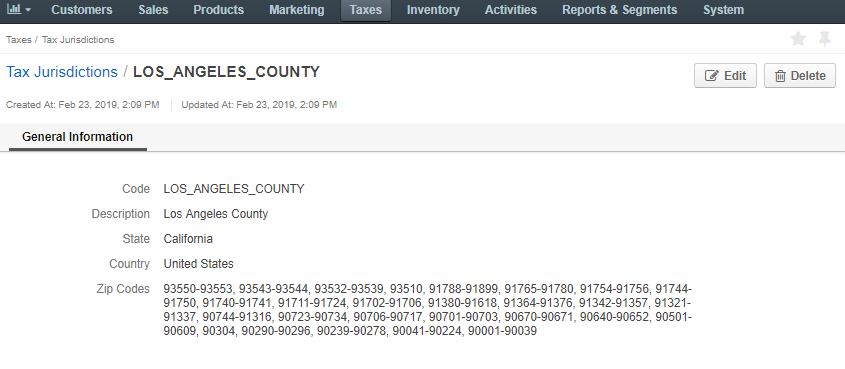 Customers Sales Products Marketing Taxes Inventory Activities Reports & Segments System
Taxes / Tax Jurisdictions
Tax Jurisdictions / LOS_ANGELES_COUNTY Edit Delete
Created At: Feb 23, 2019, 2:09 PM Updated At: Feb 23, 2019, 2:09 PM
General Information
Code LOS_ANGELES_COUNTY
Description Los Angeles County
State California
Country United States
Zip Codes 93550-93553, 93543-93544, 93532-93539, 93510, 91788-91899, 91765-91780, 91754-91756, 91744-
91750, 91740-91741, 91711-91724, 91702-91706, 91380-91618, 91364-91376, 91342-91357, 91321-
91337, 90744-91316, 90723-90734, 90706-90717, 90701-90703, 90670-90671, 90640-90652, 90501-
90609, 90304, 90290-90296, 90239-90278, 90041-90224, 90001-90039